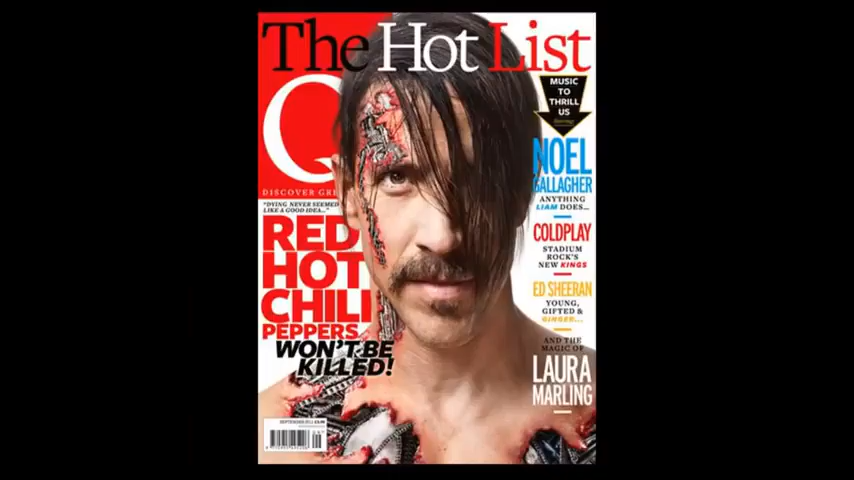 The Hot List
Q
DISCOVER GRE
"DYING NEVER SEEMED
LIKE A GOOD IDEA..."
RED
HOT
CHILI
PEPPERS
WON'T BE
KILLED!
MUSIC
TO
THRILL
US
NOEL
GALLAGHER
ANYTHING
LIAM DOES...
COLDPLAY
STADIUM
ROCK'S
NEW KINGS
ED SHEERAN
YOUNG,
GIFTED &
GINGER...
AND THE
MAGIC OF
LAURA
MARLING